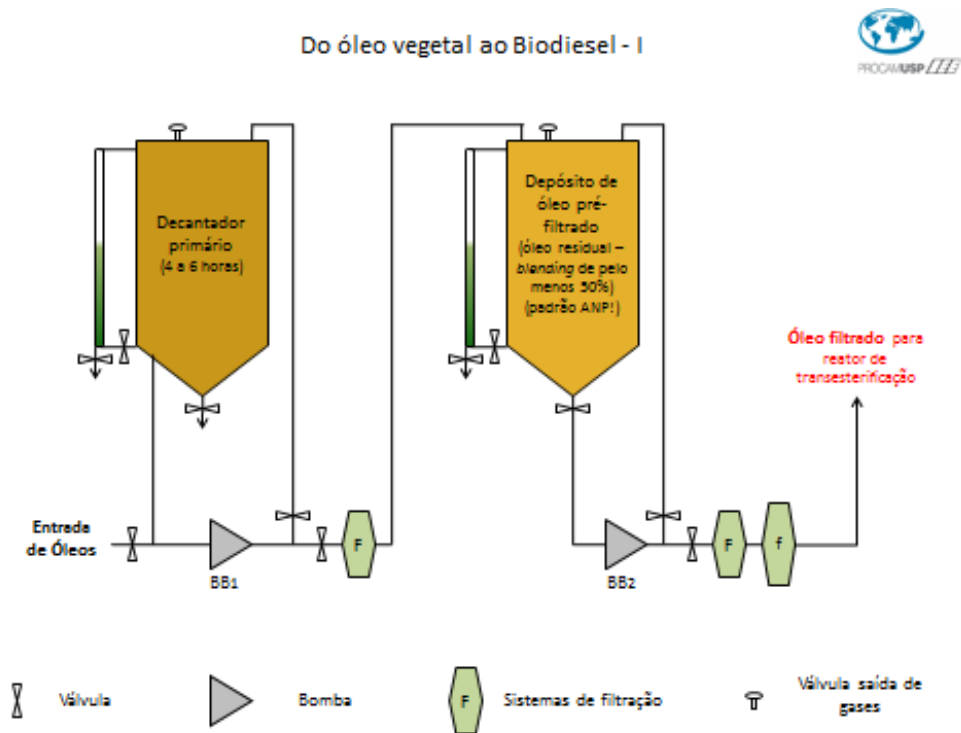 Do óleo vegetal ao Biodiesel - I
PROCAMUSP
Decantador
primário
(4 a 6 horas)
Depósito de
óleo pré-
filtrado
(óleo residual –
blending de pelo
menos 50%)
(padrão ANP!)
Óleo filtrado para
reator de
transesterificação
Entrada
de Óleos
BB1
F
BB2
F
f
Válvula
Bomba
F
Sistemas de filtração
Válvula saída de
gases